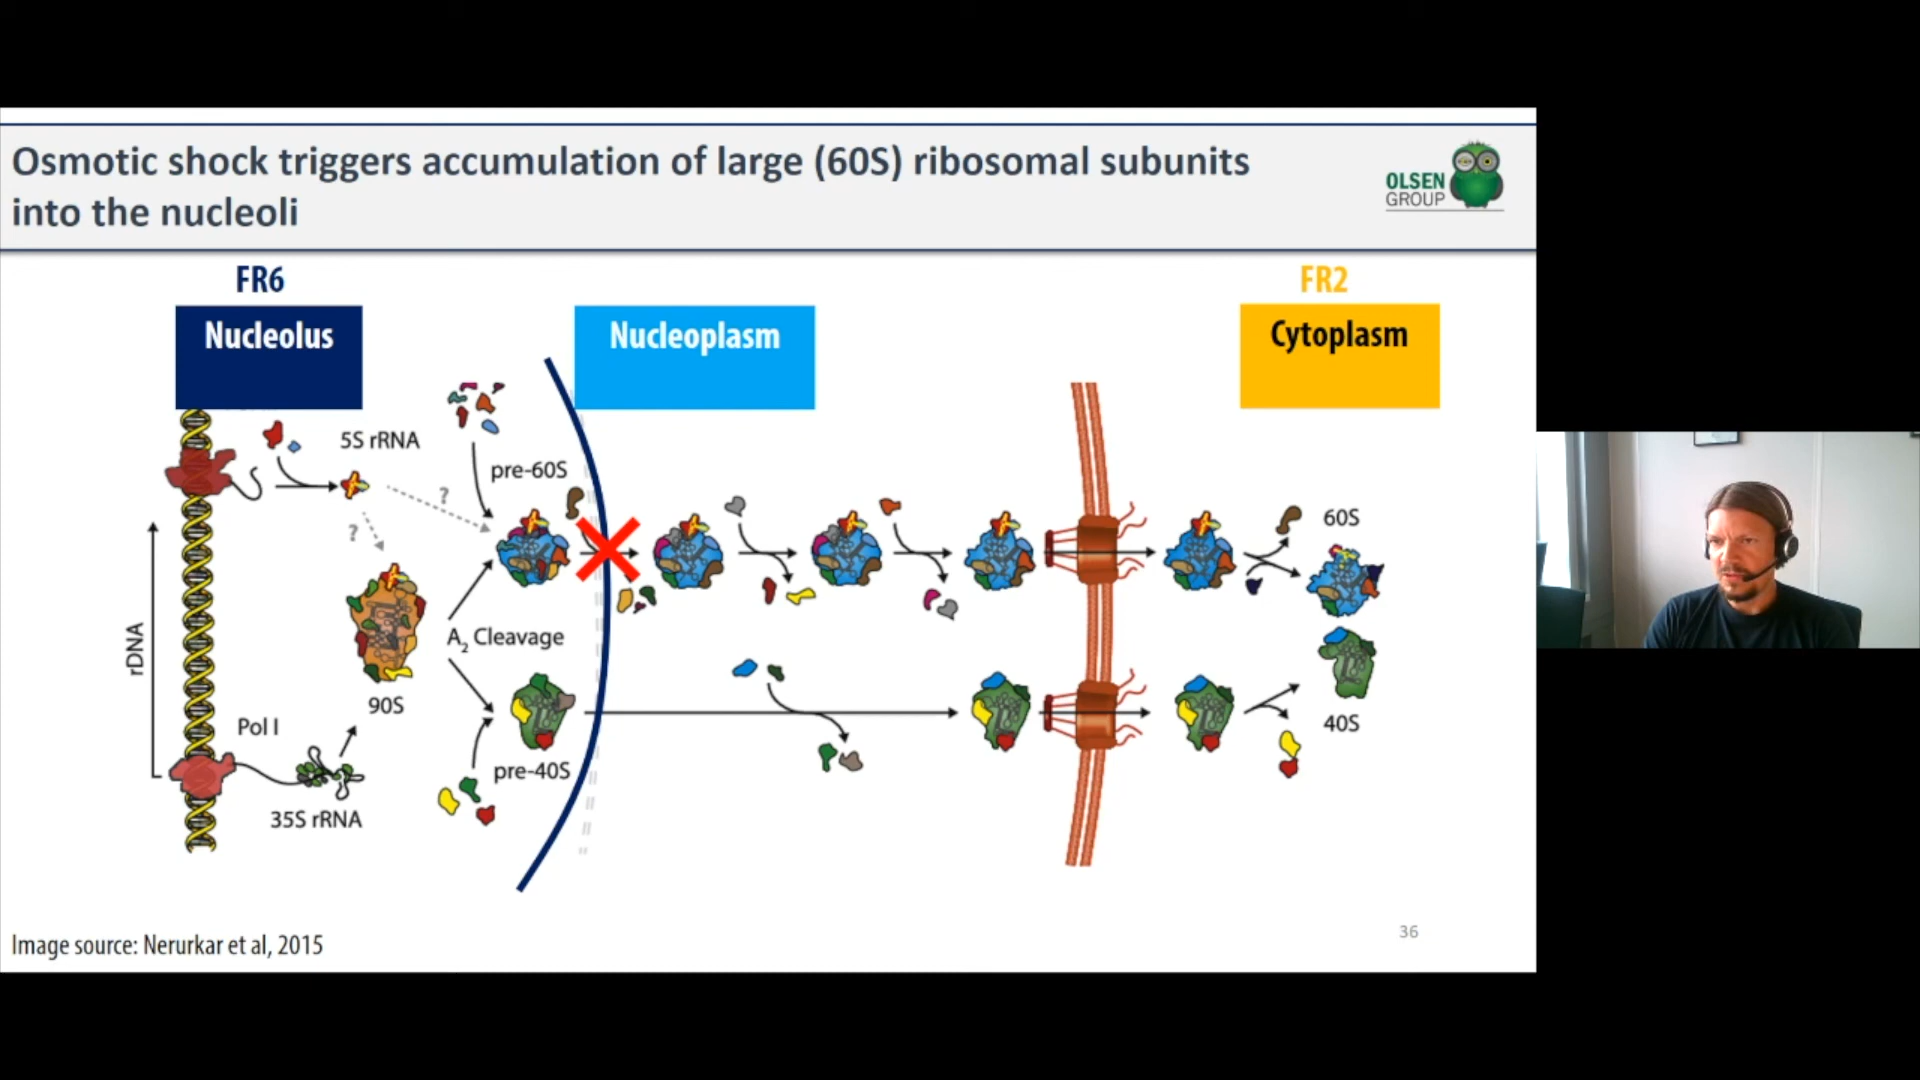 Osmotic shock triggers accumulation of large (60S) ribosomal subunits
into the nucleoli
OLSEN
GROUP
FR6
FR2
Nucleolus
Nucleoplasm
Cytoplasm
5S rRNA
pre-60S
?
?
60S
rDNA
A2 Cleavage
90S
Pol I
40S
pre-40S
35S rRNA
Image source: Nerurkar et al, 2015
36